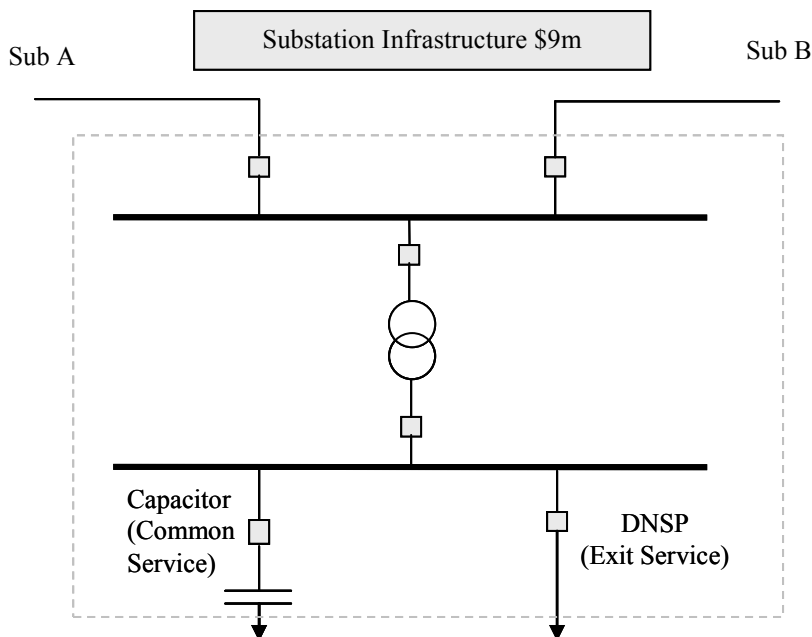 Substation Infrastructure $9m
Sub A
Sub B
Capacitor
(Common
Service)
DNSP
(Exit Service)